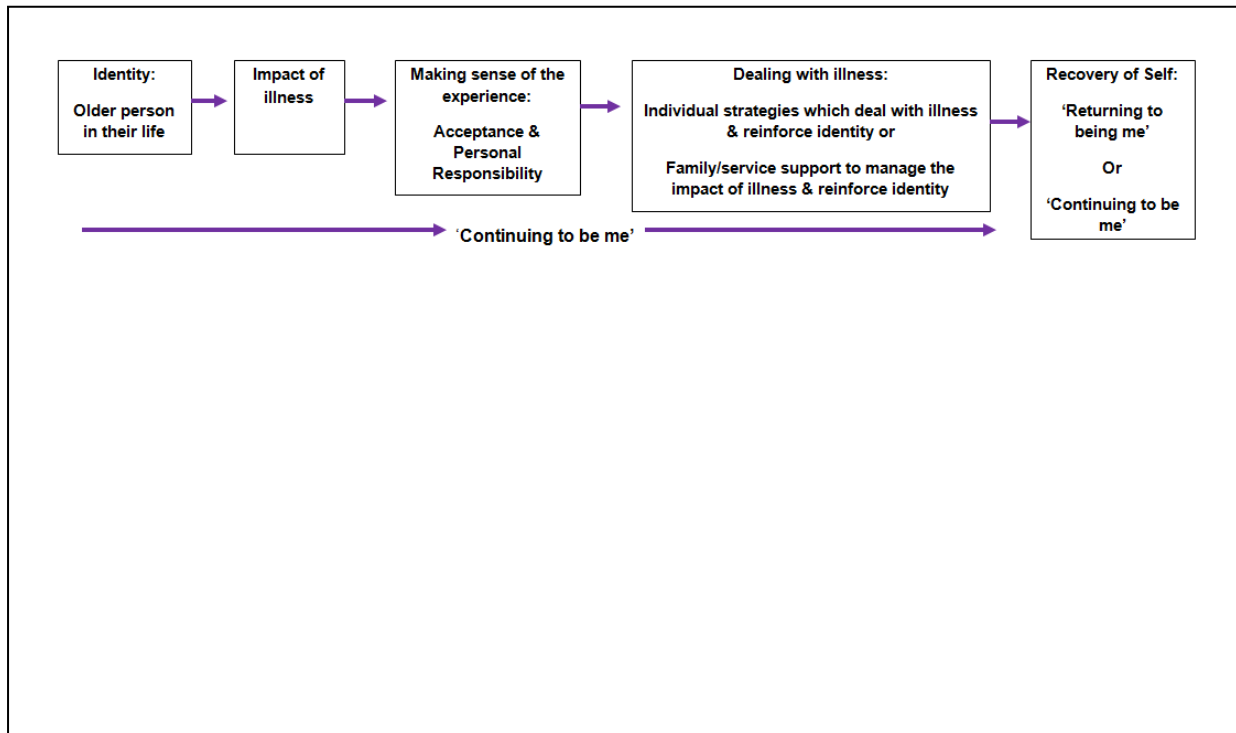 Identity:
Older person
in their life
Impact of
illness
Making sense of the
experience:
Acceptance &
Personal
Responsibility
Dealing with illness:
Individual strategies which deal with illness
& reinforce identity or
Family/service support to manage the
impact of illness & reinforce identity
Recovery of Self:
‘Returning to
being me’
Or
‘Continuing to be
me’
‘Continuing to be me’